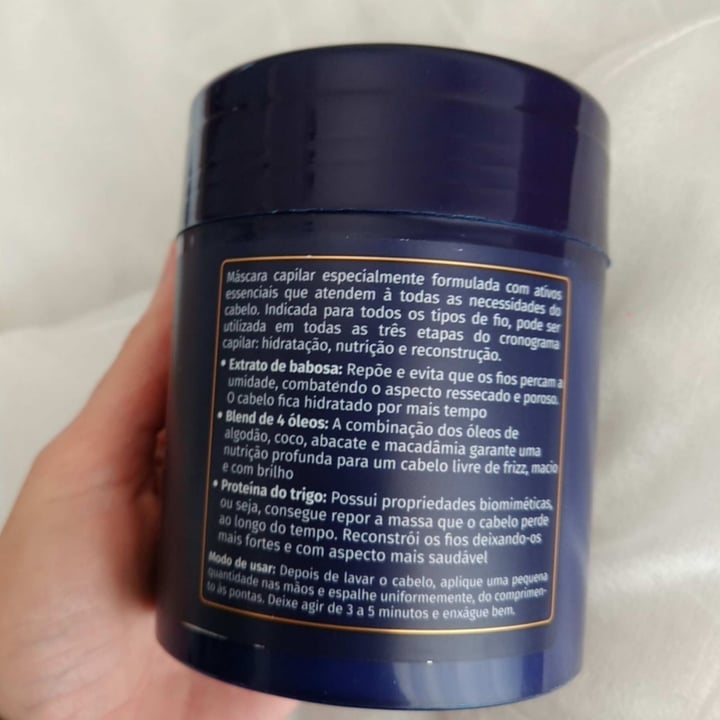 Máscara capilar especialmente formulada com ativos
essenciais que atendem à todas as necessidades do
cabelo. Indicada para todos os tipos de fio, pode ser
utilizada em todas as três etapas do cronograma
capilar: hidratação, nutrição e reconstrução.
• Extrato de babosa: Repõe e evita que os fios percam a
umidade, combatendo o aspecto ressecado e poroso.
O cabelo fica hidratado por mais tempo
• Blend de 4 óleos: A combinação dos óleos de
algodão, coco, abacate e macadâmia garante uma
nutrição profunda para um cabelo livre de frizz, macio
e com brilho
• Proteína do trigo: Possui propriedades biomiméticas,
ou seja, consegue repor a massa que o cabelo perde
ao longo do tempo. Reconstrói os fios deixando-os
mais fortes e com aspecto mais saudável
Modo de usar: Depois de lavar o cabelo, aplique uma pequena
quantidade nas mãos e espalhe uniformemente, do comprimen-
to às pontas. Deixe agir de 3 a 5 minutos e enxágue bem.